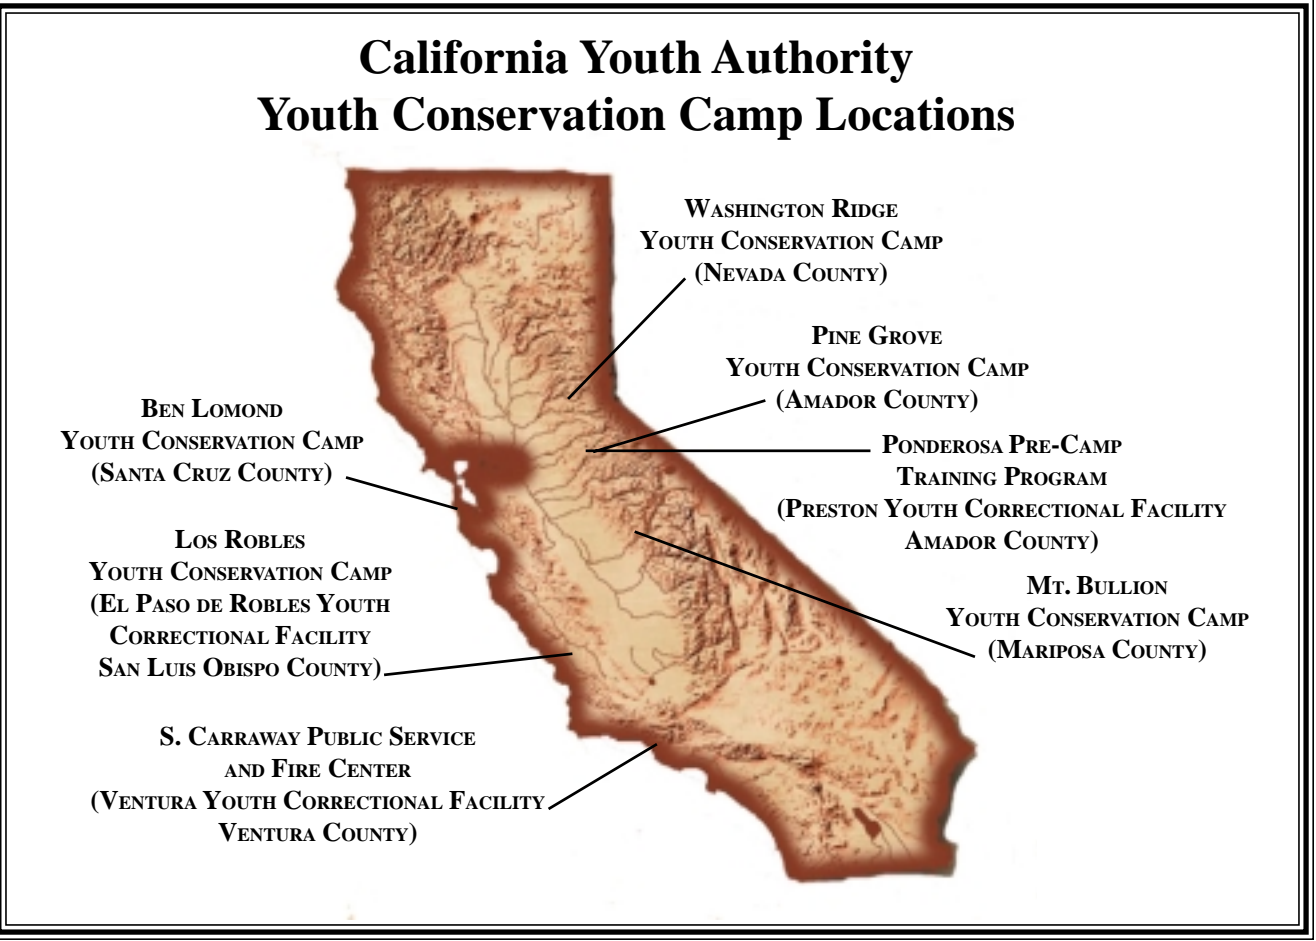 California Youth Authority
Youth Conservation Camp Locations
Washington Ridge
Youth Conservation Camp
(Nevada County)
Pine Grove
Youth Conservation Camp
(Amador County)
Ben Lomond
Youth Conservation Camp
(Santa Cruz County)
Ponderosa Pre-Camp
Training Program
(Preston Youth Correctional Facility
Amador County)
Los Robles
Youth Conservation Camp
(El Paso de Robles Youth
Correctional Facility
San Luis Obispo County)
Mt. Bullion
Youth Conservation Camp
(Mariposa County)
S. Carraway Public Service
and Fire Center
(Ventura Youth Correctional Facility
Ventura County)